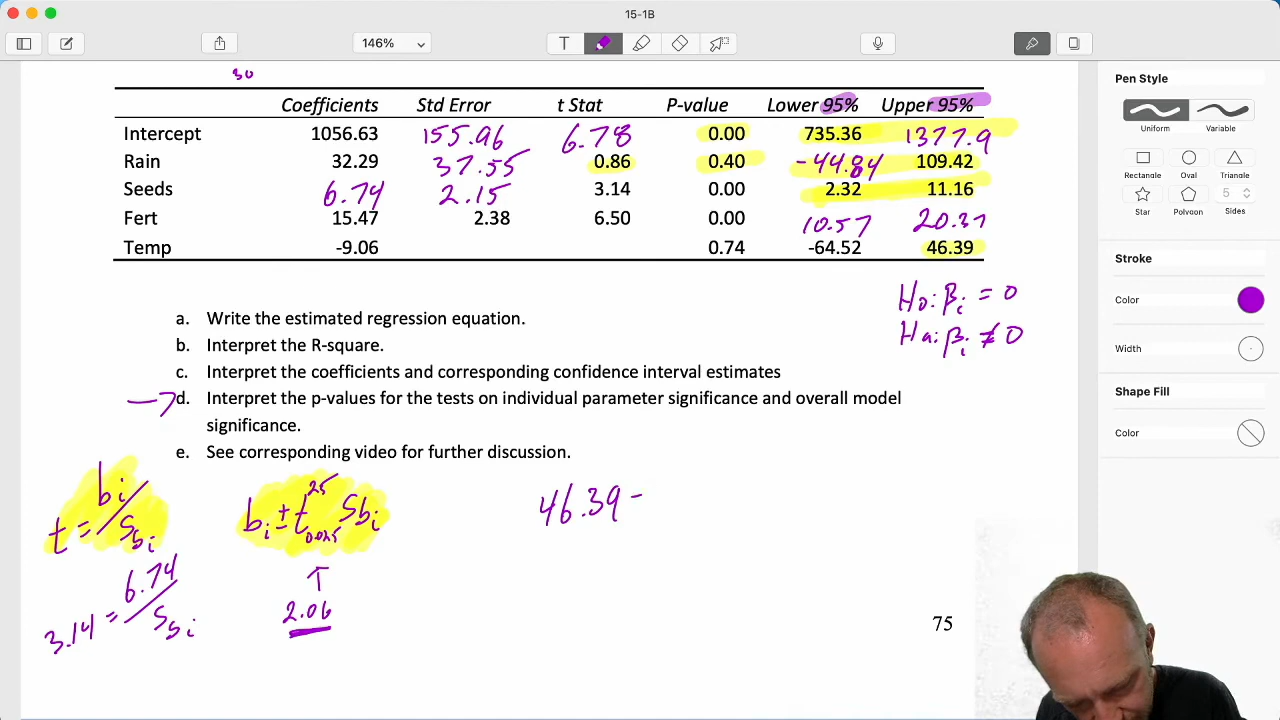 15-1B
146%
T
Pen Style
Uniform Variable
Rectangle Oval Triangle
5
Star Polygon Sides
Stroke
Color
Width
Shape Fill
Color
30
Coefficients Std Error t Stat P-value Lower 95% Upper 95%
Intercept 1056.63 155.96 6.78 0.00 735.36 1377.9
Rain 32.29 37.55 0.86 0.40 -44.84 109.42
Seeds 6.74 2.15 3.14 0.00 2.32 11.16
Fert 15.47 2.38 6.50 0.00 10.57 20.37
Temp -9.06 0.74 -64.52 46.39
H0: βi = 0
Ha: βi ≠ 0
a. Write the estimated regression equation.
b. Interpret the R-square.
c. Interpret the coefficients and corresponding confidence interval estimates
→ d. Interpret the p-values for the tests on individual parameter significance and overall model
significance.
e. See corresponding video for further discussion.
t = bi / Sbi
bi ± t 25 0.025 Sbi
46.39 -
3.14 = 6.74 / Sbi
↑
2.06
75